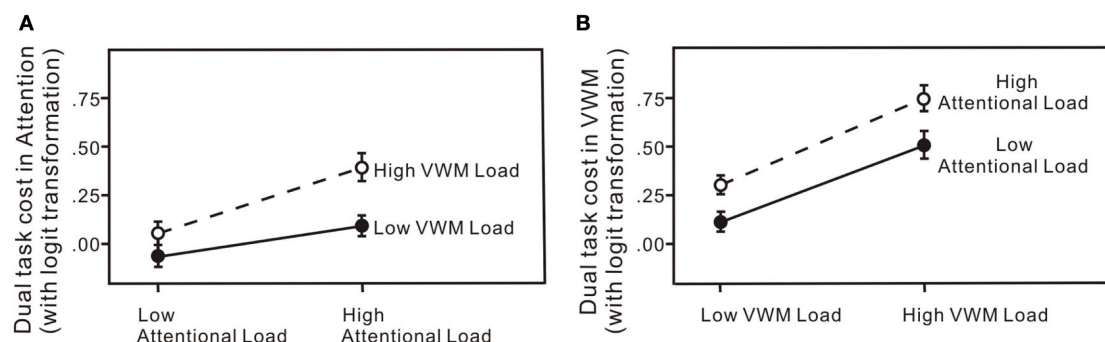 A
Dual task cost in Attention
(with logit transformation)
.75
.50
.25
.00
High VWM Load
Low VWM Load
Low
Attentional Load
High
Attentional Load
B
Dual task cost in VWM
(with logit transformation)
.75
.50
.25
.00
High
Attentional Load
Low
Attentional Load
Low VWM Load
High VWM Load